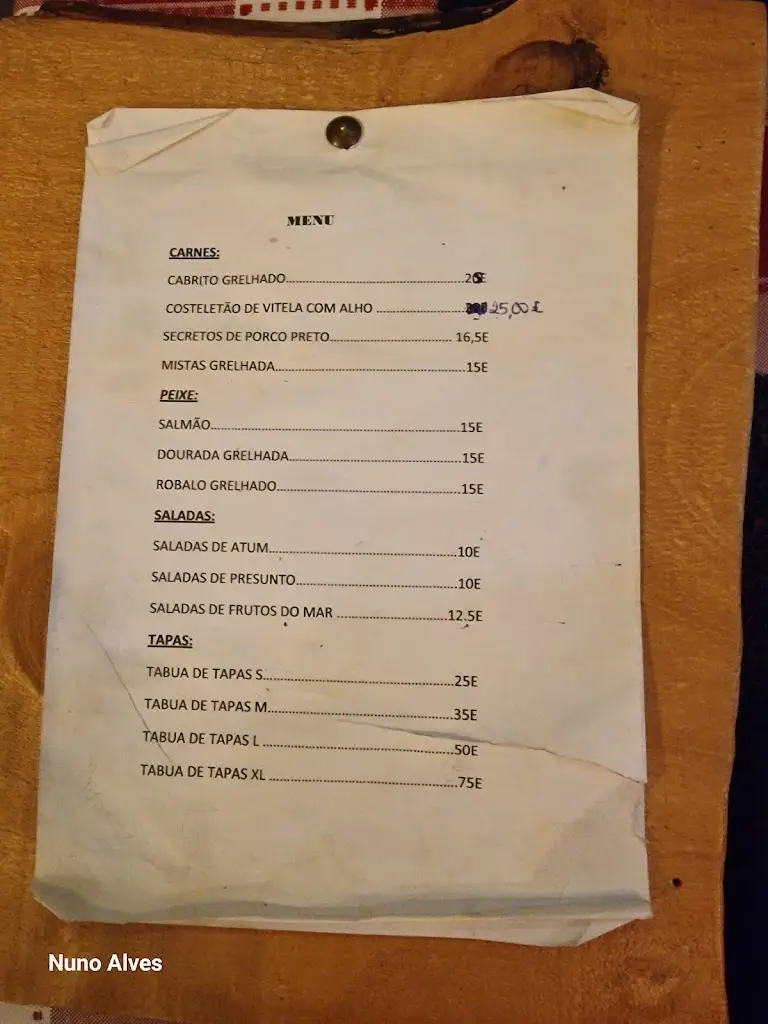 MENU
CARNES:
CABRITO GRELHADO
COSTELETÃO DE VITELA COM ALHO 25,00 £
SECRETOS DE PORCO PRETO 16,5E
MISTAS GRELHADA 15E
PEIXE:
SALMÃO 15E
DOURADA GRELHADA 15E
ROBALO GRELHADO 15E
SALADAS:
SALADAS DE ATUM 10E
SALADAS DE PRESUNTO 10E
SALADAS DE FRUTOS DO MAR 12.5E
TAPAS:
TABUA DE TAPAS S 25E
TABUA DE TAPAS M 35E
TABUA DE TAPAS L 50E
TABUA DE TAPAS XL 75E
Nuno Alves